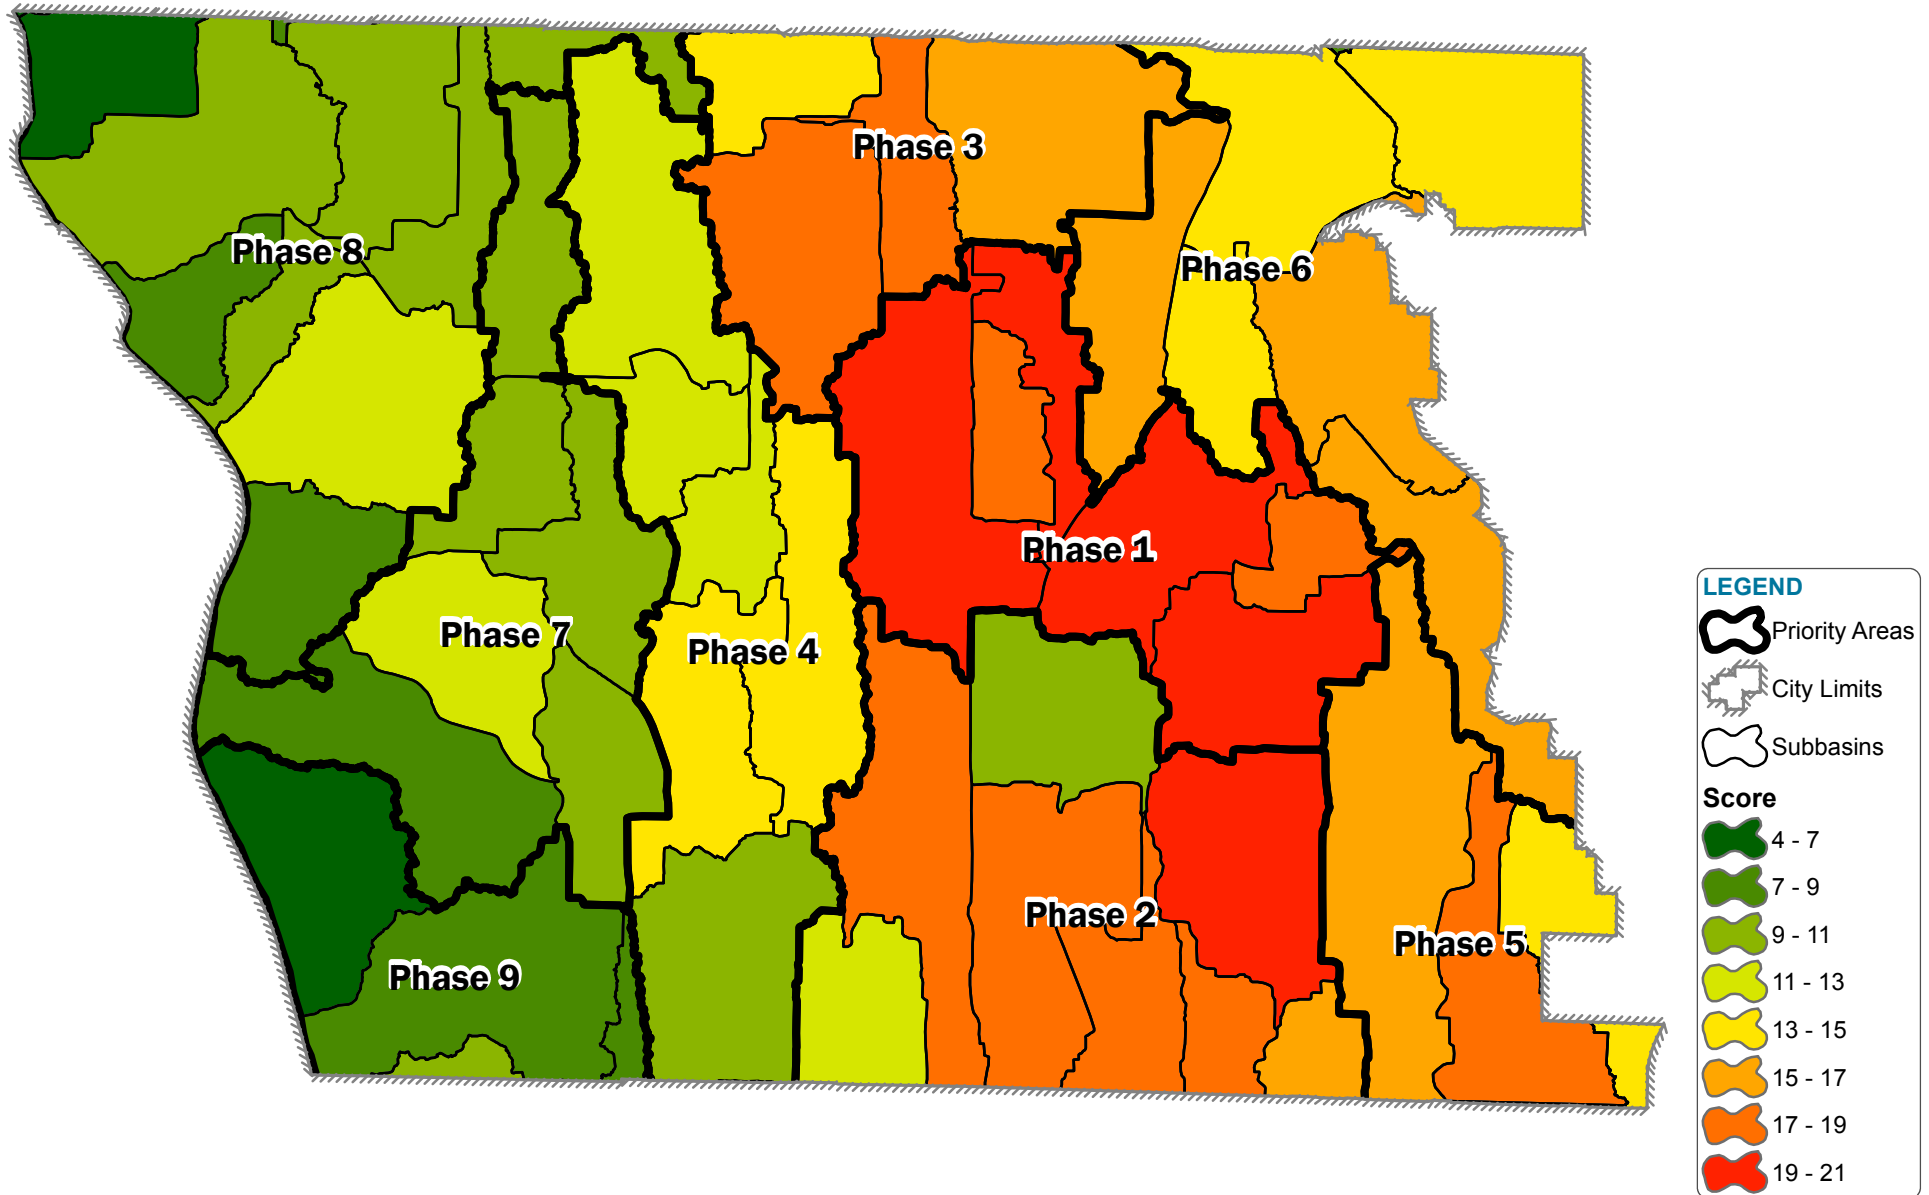 Phase 3
Phase 8
Phase 6
Phase 1
Phase 7
Phase 4
Phase 2
Phase 5
Phase 9
LEGEND
Priority Areas
City Limits
Subbasins
Score
4 - 7
7 - 9
9 - 11
11 - 13
13 - 15
15 - 17
17 - 19
19 - 21